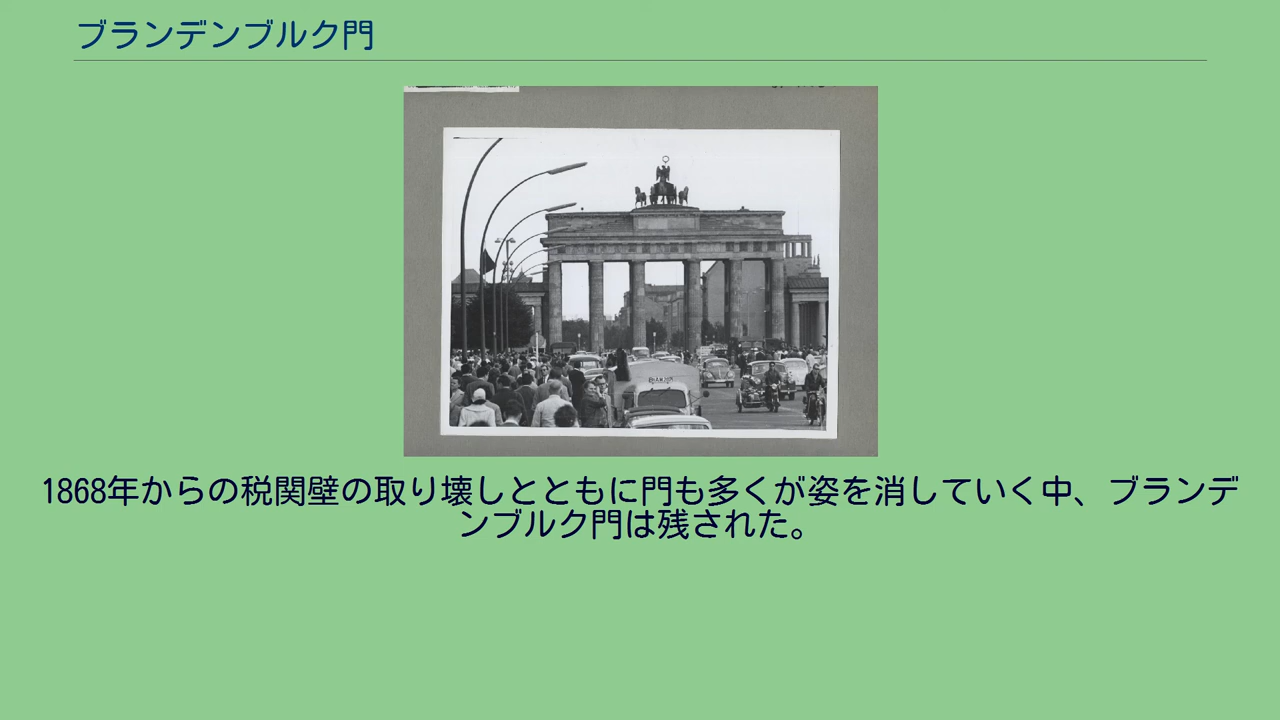 ブランデンブルク門
1868年からの税関壁の取り壊しとともに門も多くが姿を消していく中、ブランデ
ンブルク門は残された。